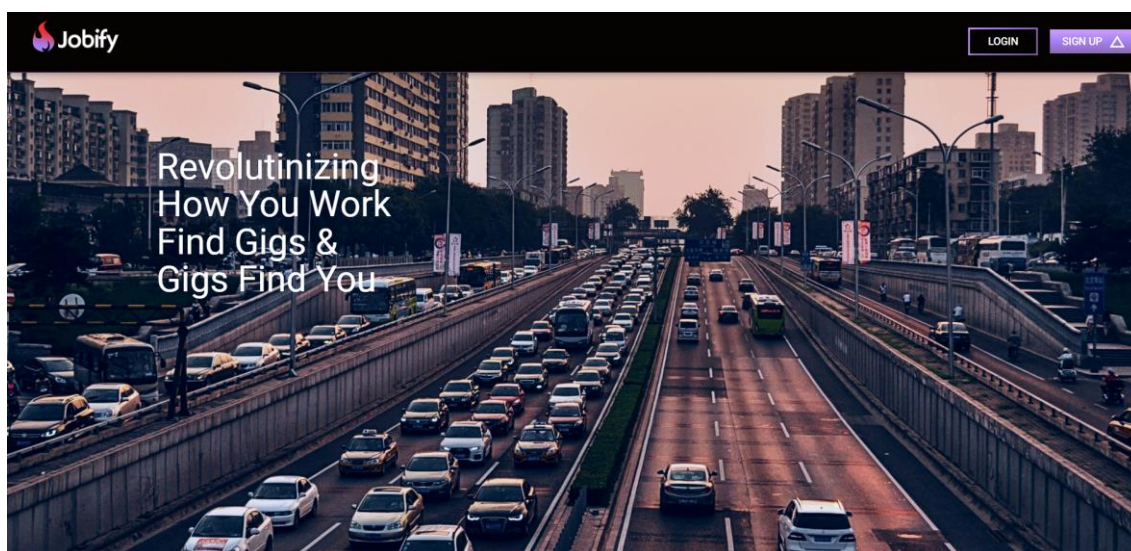 Jobify
LOGIN
SIGN UP
Revolutinizing
How You Work
Find Gigs &
Gigs Find You